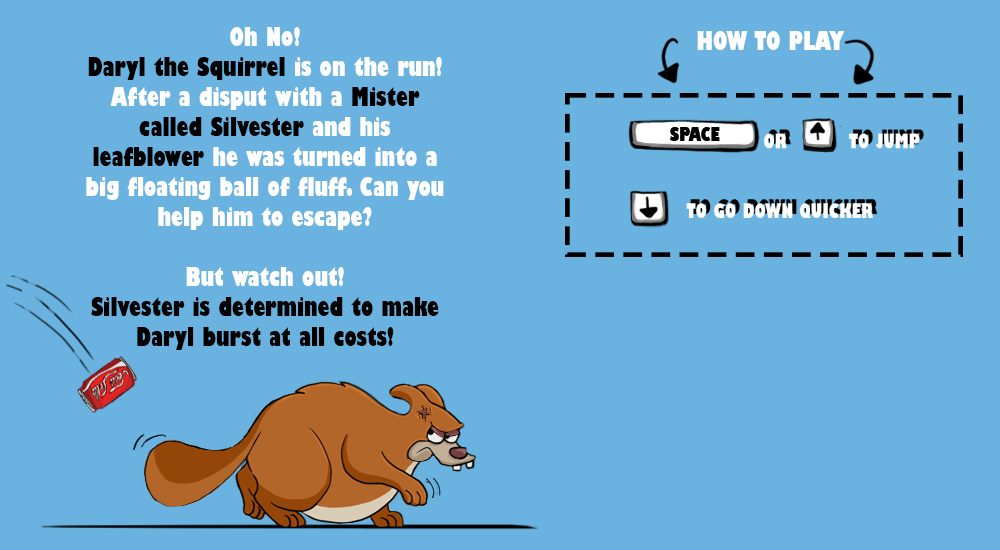 Oh No!
Daryl the Squirrel is on the run!
After a disput with a Mister
called Silvester and his
leafblower he was turned into a
big floating ball of fluff. Can you
help him to escape?
But watch out!
Silvester is determined to make
Daryl burst at all costs!
HOW TO PLAY
SPACE OR TO JUMP
TO GO DOWN QUICKER